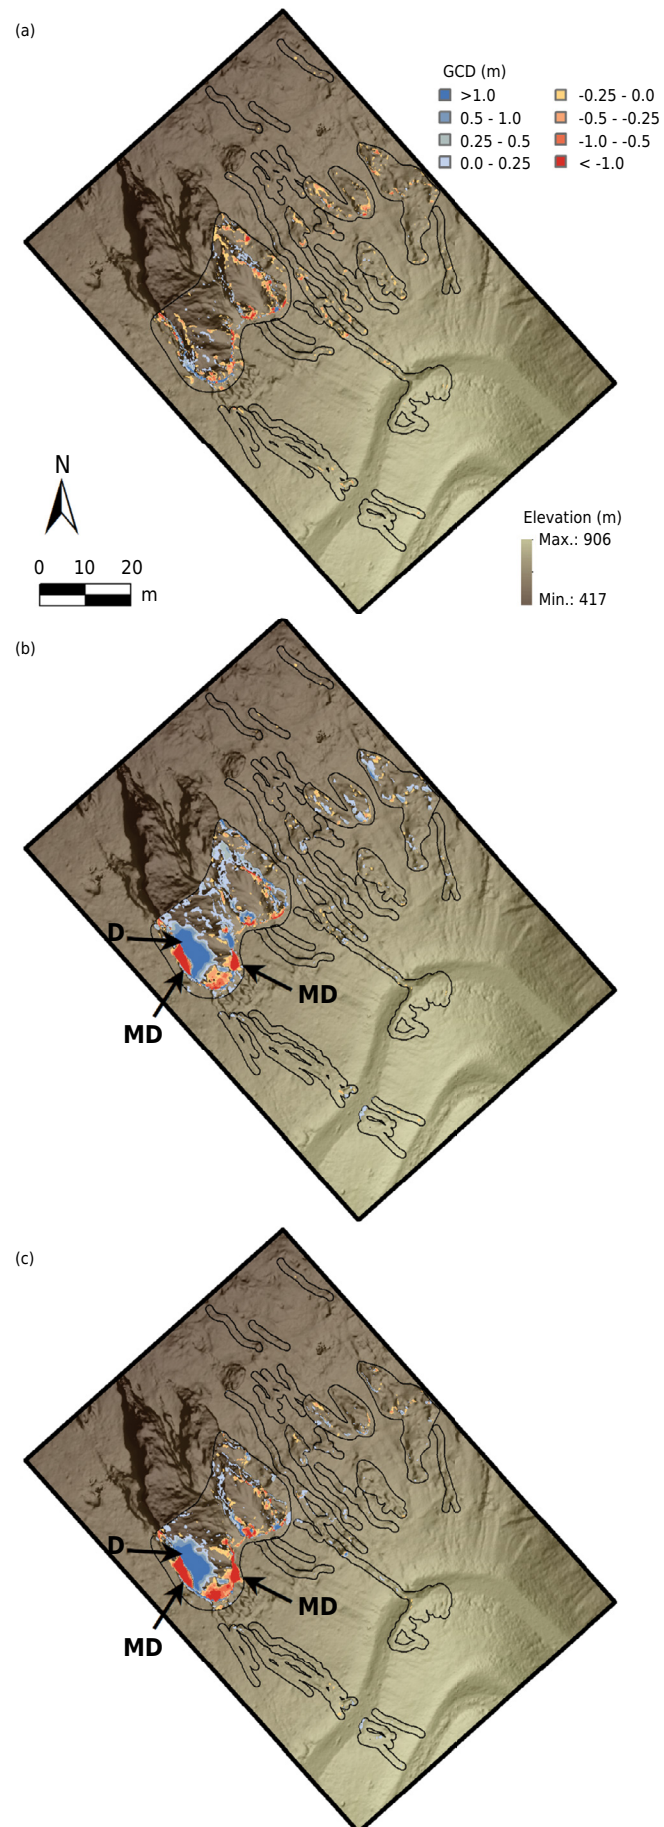 (a)
GCD (m)
>1.0
-0.25 - 0.0
0.5 - 1.0
-0.5 - -0.25
0.25 - 0.5
-1.0 - -0.5
0.0 - 0.25
< -1.0
N
0 10 20
m
Elevation (m)
Max.: 906
Min.: 417
(b)
D
MD
MD
(c)
D
MD
MD